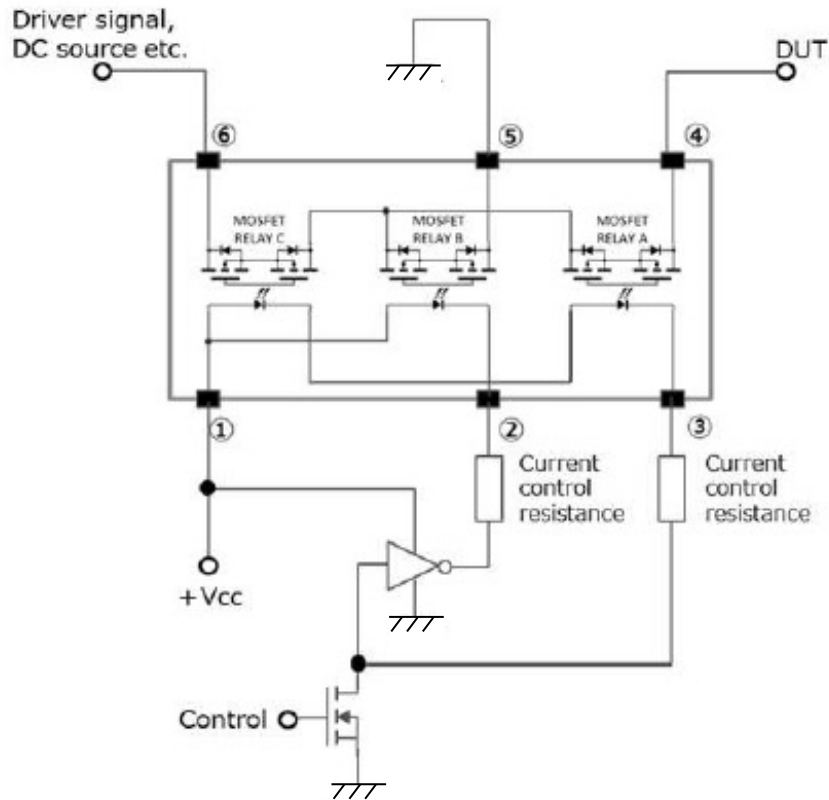 Driver signal,
DC source etc.
DUT
⑥
⑤
④
MOSFET
RELAY C
MOSFET
RELAY B
MOSFET
RELAY A
①
②
③
Current
control
resistance
Current
control
resistance
+Vcc
Control